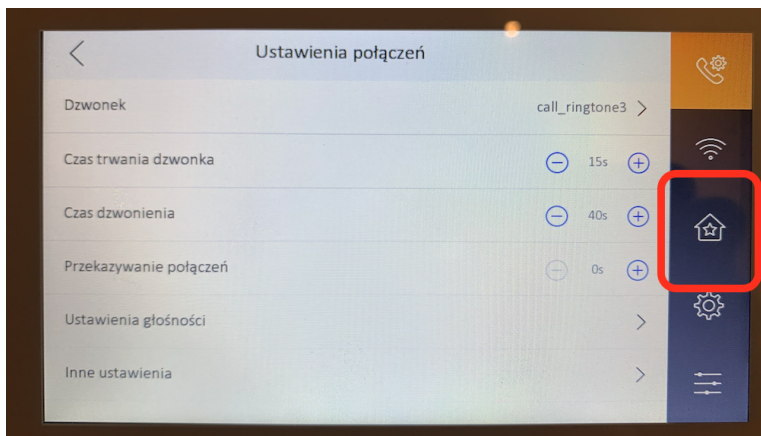 Ustawienia połączeń
Dzwonek call_ringtone3
Czas trwania dzwonka 15s
Czas dzwonienia 40s
Przekazywanie połączeń 0s
Ustawienia głośności
Inne ustawienia